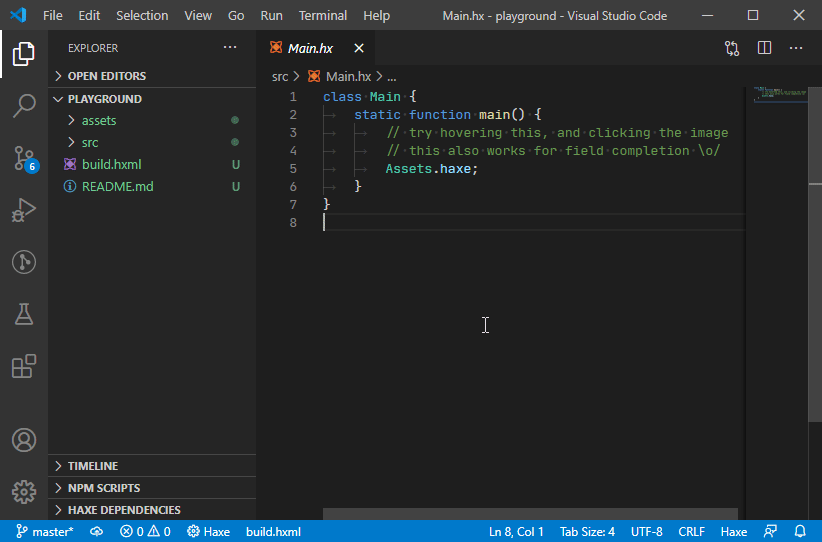 File Edit Selection View Go Run Terminal Help Main.hx - playground - Visual Studio Code
EXPLORER
OPEN EDITORS
PLAYGROUND
assets
src
build.hxml U
README.md U
6
TIMELINE
NPM SCRIPTS
HAXE DEPENDENCIES
Main.hx
src > Main.hx > ...
1 class Main {
2 static function main() {
3 // try hovering this, and clicking the image
4 // this also works for field completion \o/
5 Assets.haxe;
6 }
7 }
8
master* 0 0 Haxe build.hxml Ln 8, Col 1 Tab Size: 4 UTF-8 CRLF Haxe